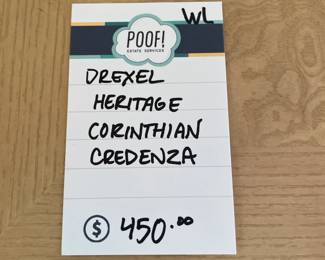 WL
POOF!
ESTATE SERVICES
DREXEL
HERITAGE
CORINTHIAN
CREDENZA
$ 450.00